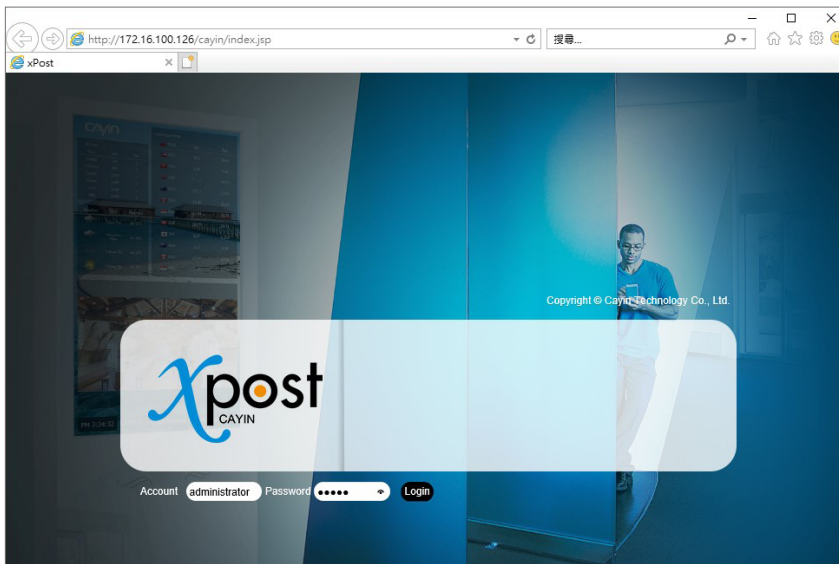 http://172.16.100.126/cayin/index.jsp
搜尋...
xPost
CAYIN
Copyright © Cayin Technology Co., Ltd.
xpost
CAYIN
Account administrator Password ●●●●● Login